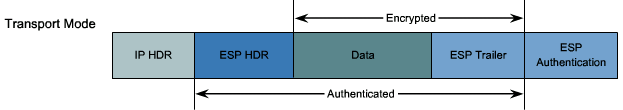 Encrypted
Transport Mode
IP HDR
ESP HDR
Data
ESP Trailer
ESP
Authentication
Authenticated